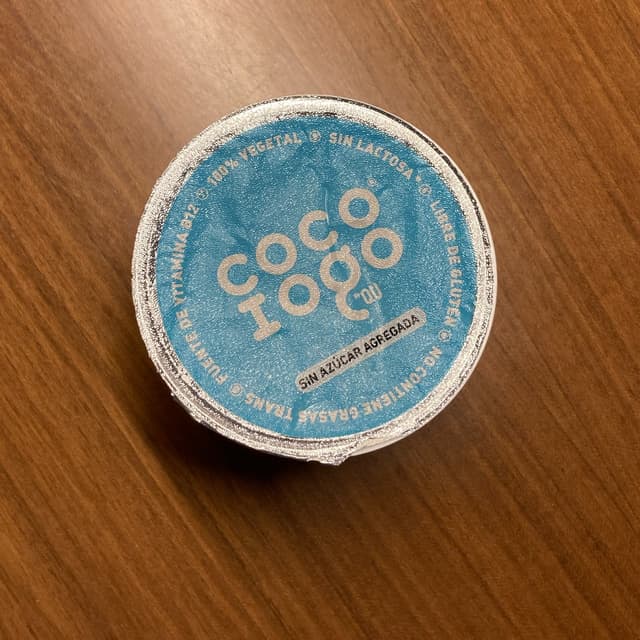 100% VEGETAL
SIN LACTOSA
LIBRE DE GLUTEN
NO CONTIENE GRASAS TRANS
FUENTE DE VITAMINA B12
COCO
IOGO
SIN AZÚCAR AGREGADA